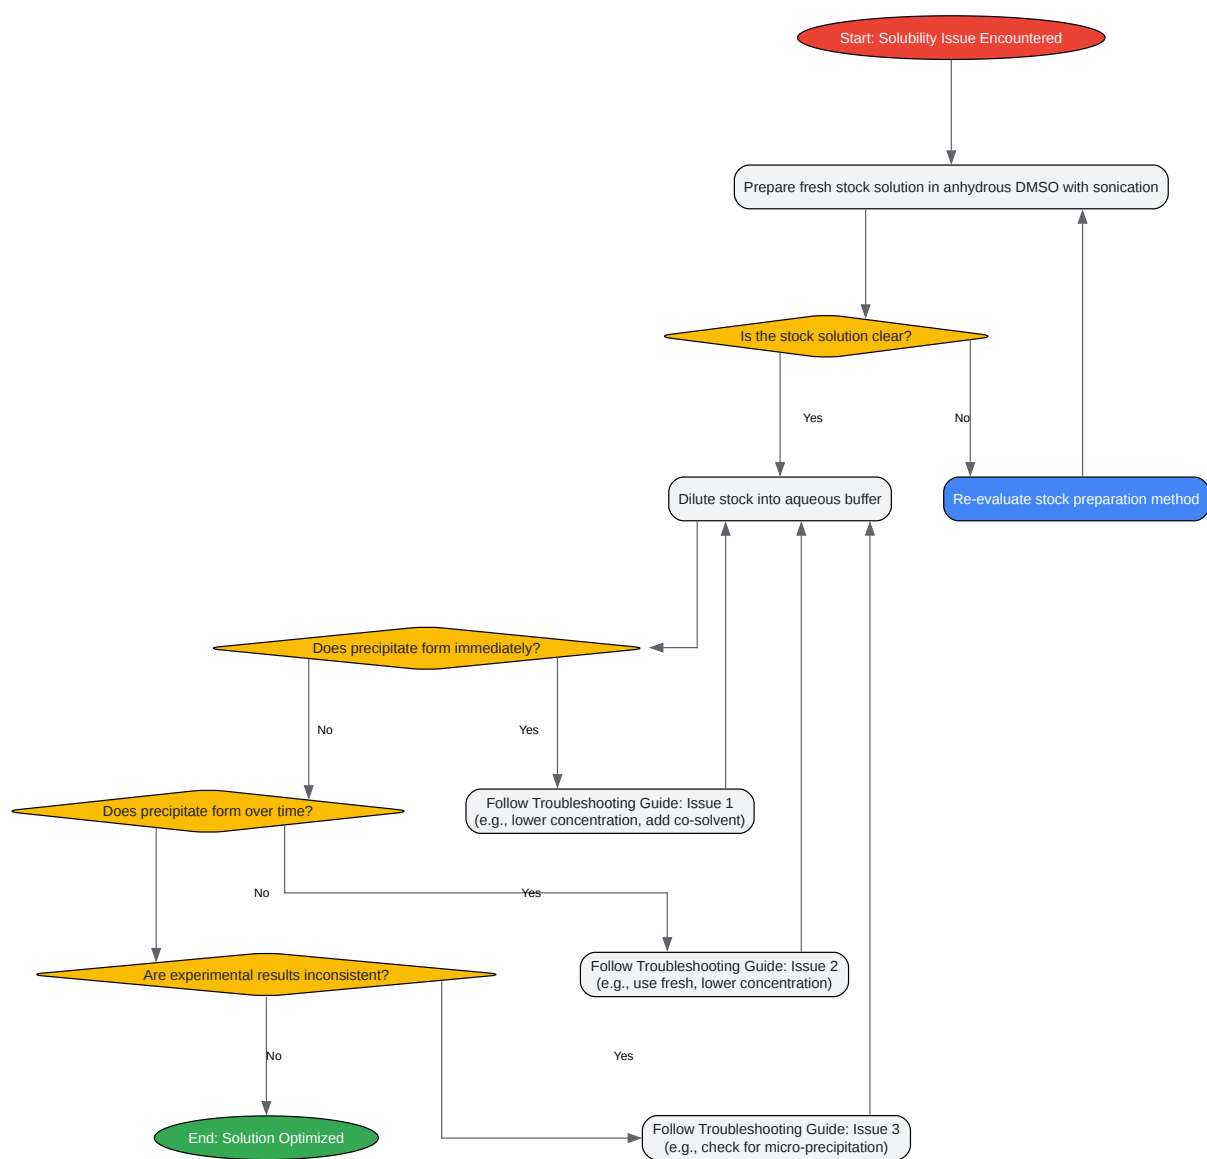 Start: Solubility Issue Encountered
Prepare fresh stock solution in anhydrous DMSO with sonication
Is the stock solution clear?
Yes
No
Dilute stock into aqueous buffer
Re-evaluate stock preparation method
Does precipitate form immediately?
No
Yes
Follow Troubleshooting Guide: Issue 1
(e.g., lower concentration, add co-solvent)
Does precipitate form over time?
No
Yes
Follow Troubleshooting Guide: Issue 2
(e.g., use fresh, lower concentration)
Are experimental results inconsistent?
No
Yes
End: Solution Optimized
Follow Troubleshooting Guide: Issue 3
(e.g., check for micro-precipitation)